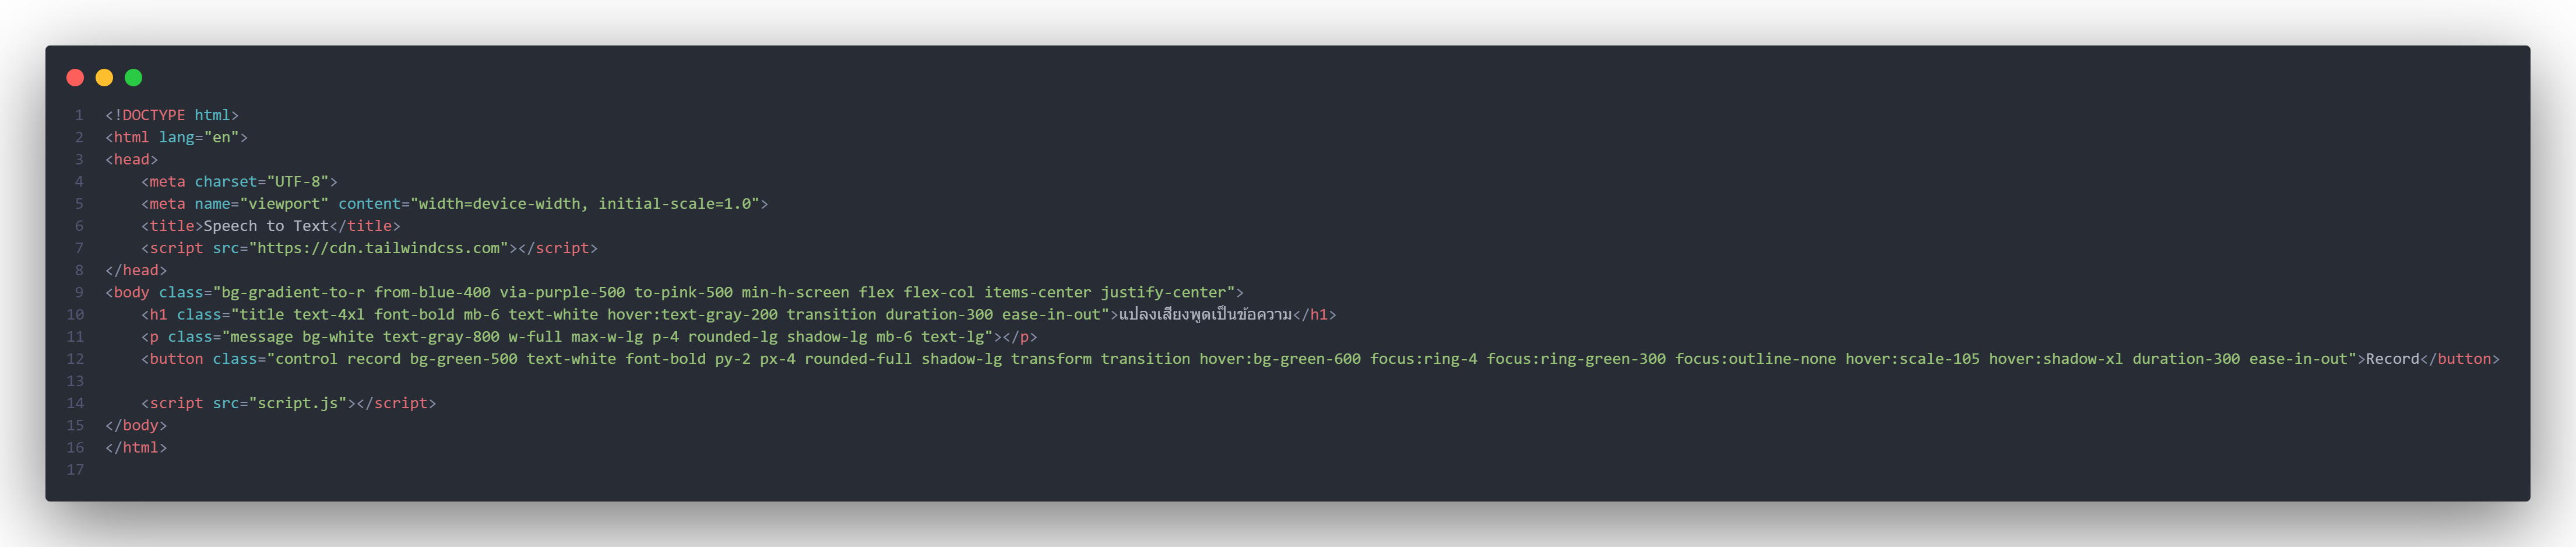 1 <!DOCTYPE html>
2 <html lang="en">
3 <head>
4     <meta charset="UTF-8">
5     <meta name="viewport" content="width=device-width, initial-scale=1.0">
6     <title>Speech to Text</title>
7     <script src="https://cdn.tailwindcss.com"></script>
8 </head>
9 <body class="bg-gradient-to-r from-blue-400 via-purple-500 to-pink-500 min-h-screen flex flex-col items-center justify-center">
10     <h1 class="title text-4xl font-bold mb-6 text-white hover:text-gray-200 transition duration-300 ease-in-out">แปลงเสียงพูดเป็นข้อความ</h1>
11     <p class="message bg-white text-gray-800 w-full max-w-lg p-4 rounded-lg shadow-lg mb-6 text-lg"></p>
12     <button class="control record bg-green-500 text-white font-bold py-2 px-4 rounded-full shadow-lg transform transition hover:bg-green-600 focus:ring-4 focus:ring-green-300 focus:outline-none hover:scale-105 hover:shadow-xl duration-300 ease-in-out">Record</button>
13
14     <script src="script.js"></script>
15 </body>
16 </html>
17